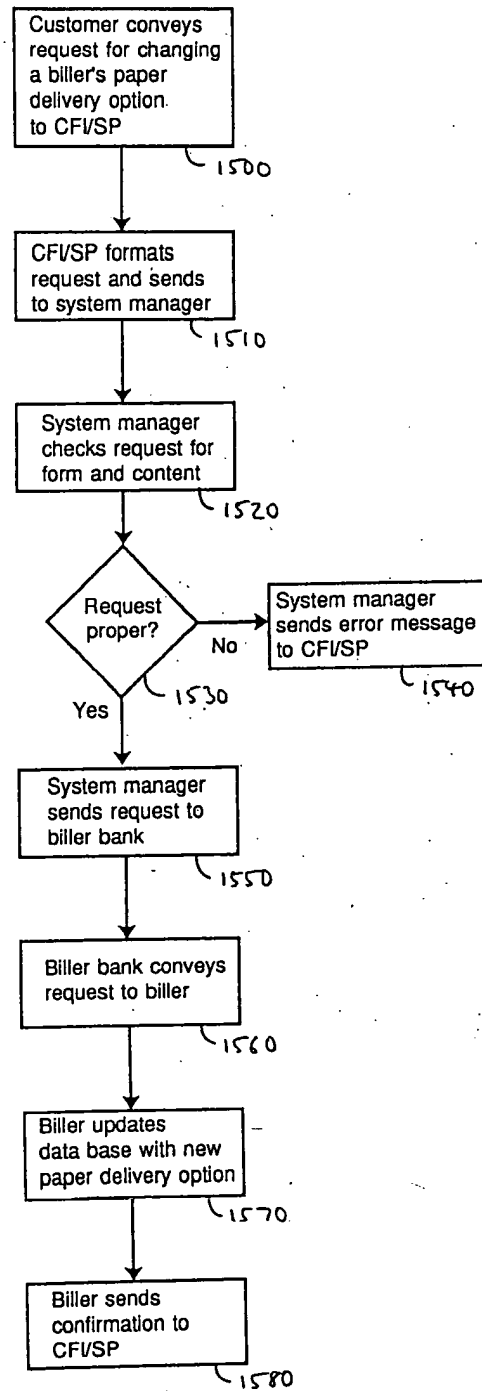 Customer conveys
request for changing
a biller's paper
delivery option
to CFI/SP
1500
CFI/SP formats
request and sends
to system manager
1510
System manager
checks request for
form and content
1520
Request
proper?
No
1530
Yes
System manager
sends error message
to CFI/SP
1540
System manager
sends request to
biller bank
1550
Biller bank conveys
request to biller
1560
Biller updates
data base with new
paper delivery option
1570
Biller sends
confirmation to
CFI/SP
1580